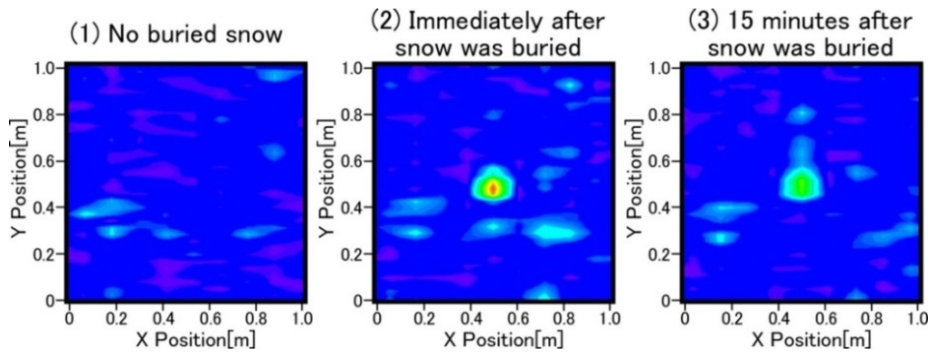 (1) No buried snow
(2) Immediately after
snow was buried
(3) 15 minutes after
snow was buried
1.0
0.8
0.6
0.4
0.2
0
Y Position[m]
0 0.2 0.4 0.6 0.8 1.0
X Position[m]
1.0
0.8
0.6
0.4
0.2
0
Y Position[m]
0 0.2 0.4 0.6 0.8 1.0
X Position[m]
1.0
0.8
0.6
0.4
0.2
0
Y Position[m]
0 0.2 0.4 0.6 0.8 1.0
X Position[m]